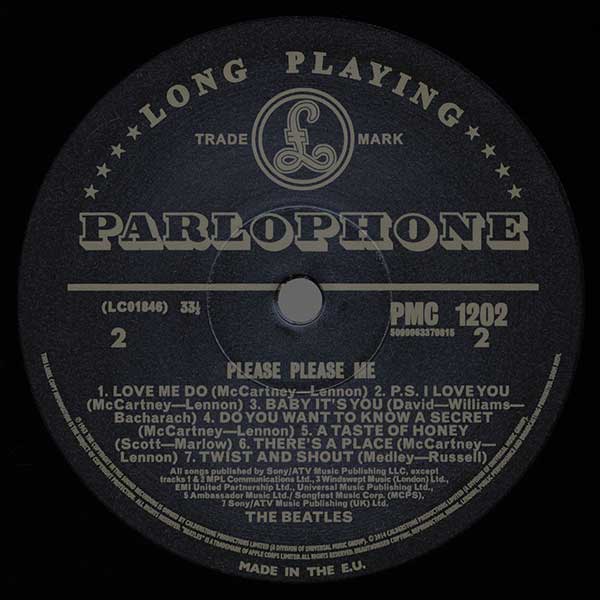 LONG PLAYING
TRADE MARK
PARLOPHONE
(LC01846) 33⅓
PMC 1202
5099963379815
2
2
PLEASE PLEASE ME
1. LOVE ME DO (McCartney—Lennon) 2. P.S. I LOVE YOU
(McCartney—Lennon) 3. BABY IT'S YOU (David—Williams—
Bacharach) 4. DO YOU WANT TO KNOW A SECRET
(McCartney—Lennon) 5. A TASTE OF HONEY
(Scott—Marlow) 6. THERE'S A PLACE (McCartney—
Lennon) 7. TWIST AND SHOUT (Medley—Russell)
All songs published by Sony/ATV Music Publishing LLC, except
tracks 1 & 2 MPL Communications Ltd., 3 Windswept Music (London) Ltd.,
EMI United Partnership Ltd., Universal Music Publishing Ltd.,
5 Ambassador Music Ltd./ Songfest Music Corp. (MCPS),
7 Sony/ATV Music Publishing (UK) Ltd.
THE BEATLES
MADE IN THE E.U.